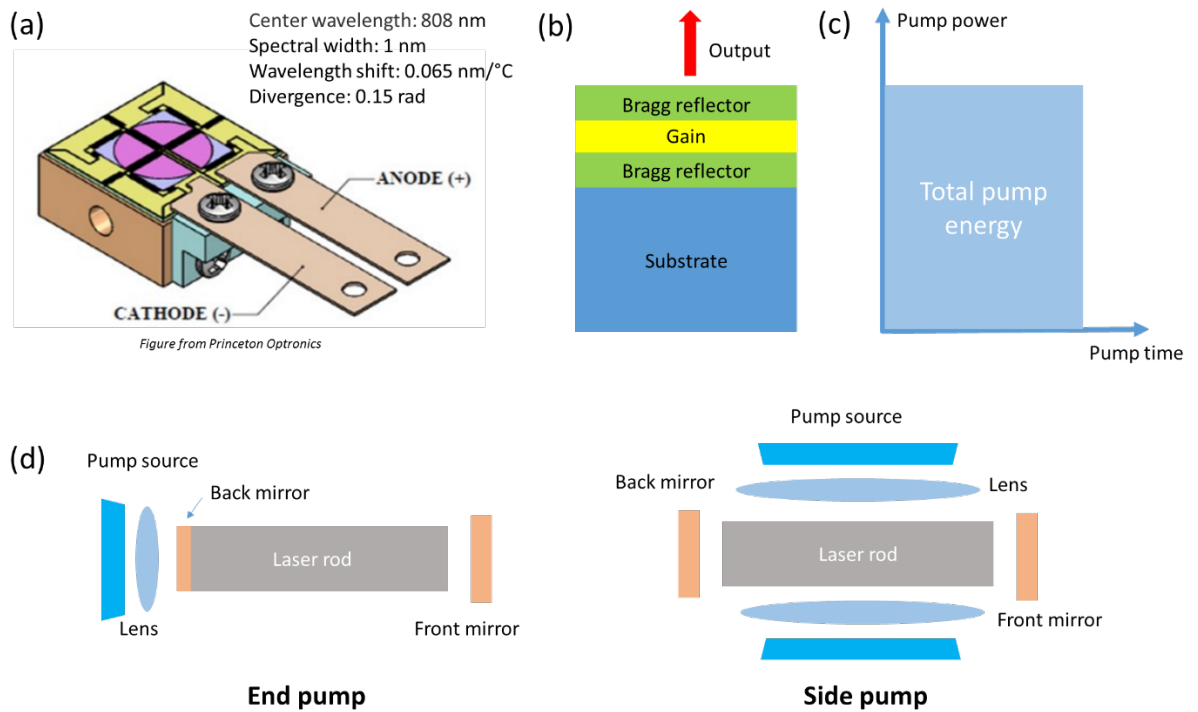 (a)
Center wavelength: 808 nm
Spectral width: 1 nm
Wavelength shift: 0.065 nm/°C
Divergence: 0.15 rad
ANODE (+)
CATHODE (-)
Figure from Princeton Optronics
(b)
Output
Bragg reflector
Gain
Bragg reflector
Substrate
(c)
Pump power
Total pump
energy
Pump time
(d)
Pump source
Back mirror
Laser rod
Lens
Front mirror
End pump
Pump source
Back mirror
Lens
Laser rod
Front mirror
Side pump